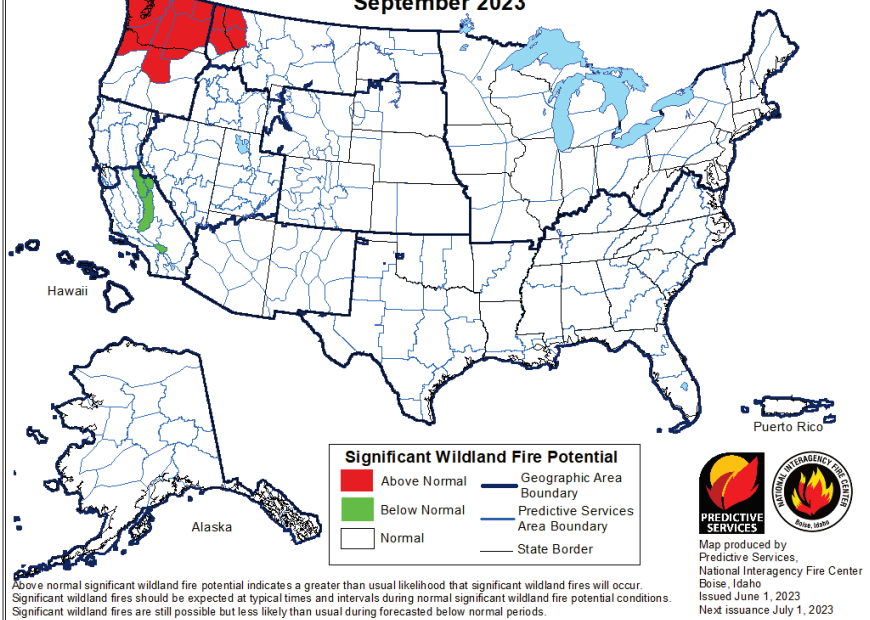 September 2023
Hawaii
Alaska
Puerto Rico
Significant Wildland Fire Potential
Above Normal
Below Normal
Normal
Geographic Area
Boundary
Predictive Services
Area Boundary
State Border
PREDICTIVE
SERVICES
NATIONAL INTERAGENCY FIRE CENTER
Boise, Idaho
Map produced by
Predictive Services,
National Interagency Fire Center
Boise, Idaho
Issued June 1, 2023
Next issuance July 1, 2023
Above normal significant wildland fire potential indicates a greater than usual likelihood that significant wildland fires will occur.
Significant wildland fires should be expected at typical times and intervals during normal significant wildland fire potential conditions.
Significant wildland fires are still possible but less likely than usual during forecasted below normal periods.